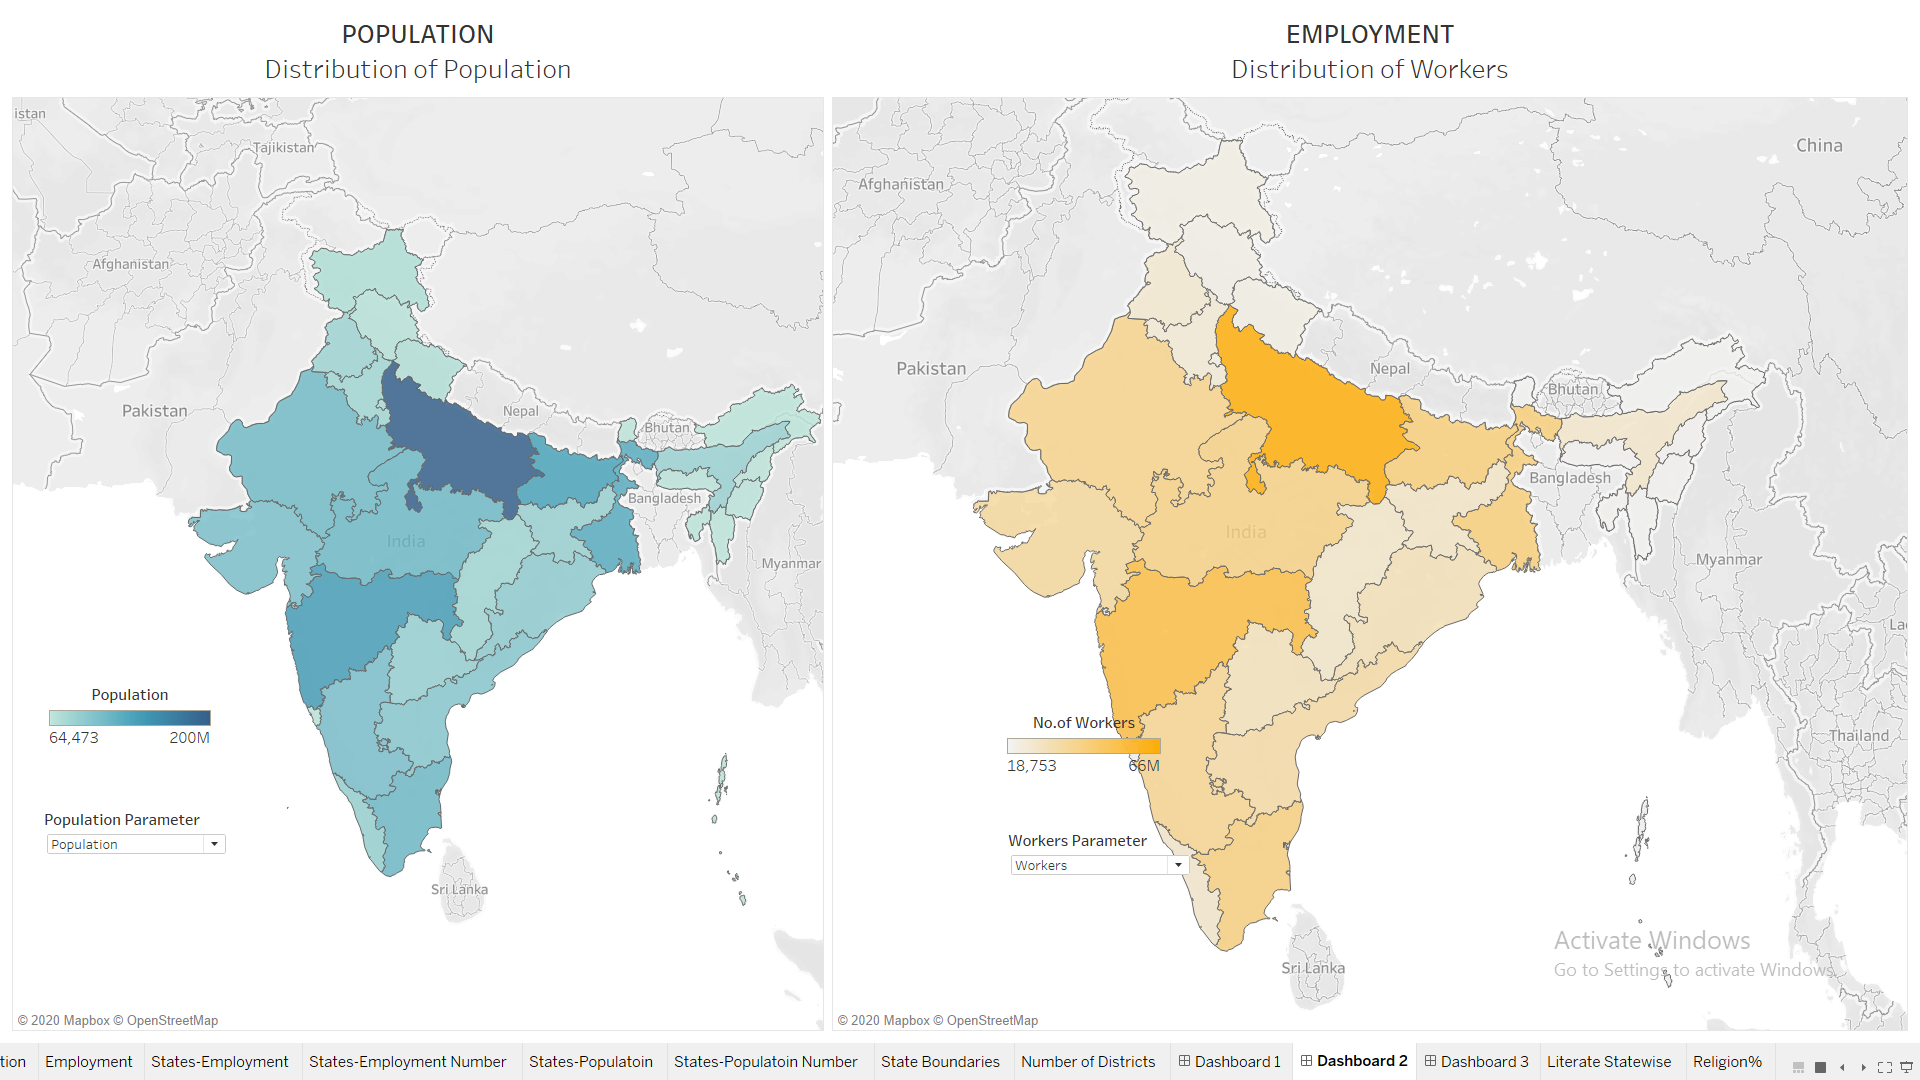 POPULATION
Distribution of Population
EMPLOYMENT
Distribution of Workers
istan
Tajikistan
Afghanistan
Pakistan
Nepal
Bhutan
Bangladesh
India
Myanmar
Population
64,473 200M
Population Parameter
Population
Sri Lanka
© 2020 Mapbox © OpenStreetMap
China
Afghanistan
Pakistan
Nepal
Bhutan
Bangladesh
India
Myanmar
La
Thailand
No.of Workers
18,753 66M
Workers Parameter
Workers
Sri Lanka
Activate Windows
Go to Settings to activate Windows.
© 2020 Mapbox © OpenStreetMap
tion Employment States-Employment States-Employment Number States-Populatoin States-Populatoin Number State Boundaries Number of Districts Dashboard 1 Dashboard 2 Dashboard 3 Literate Statewise Religion%